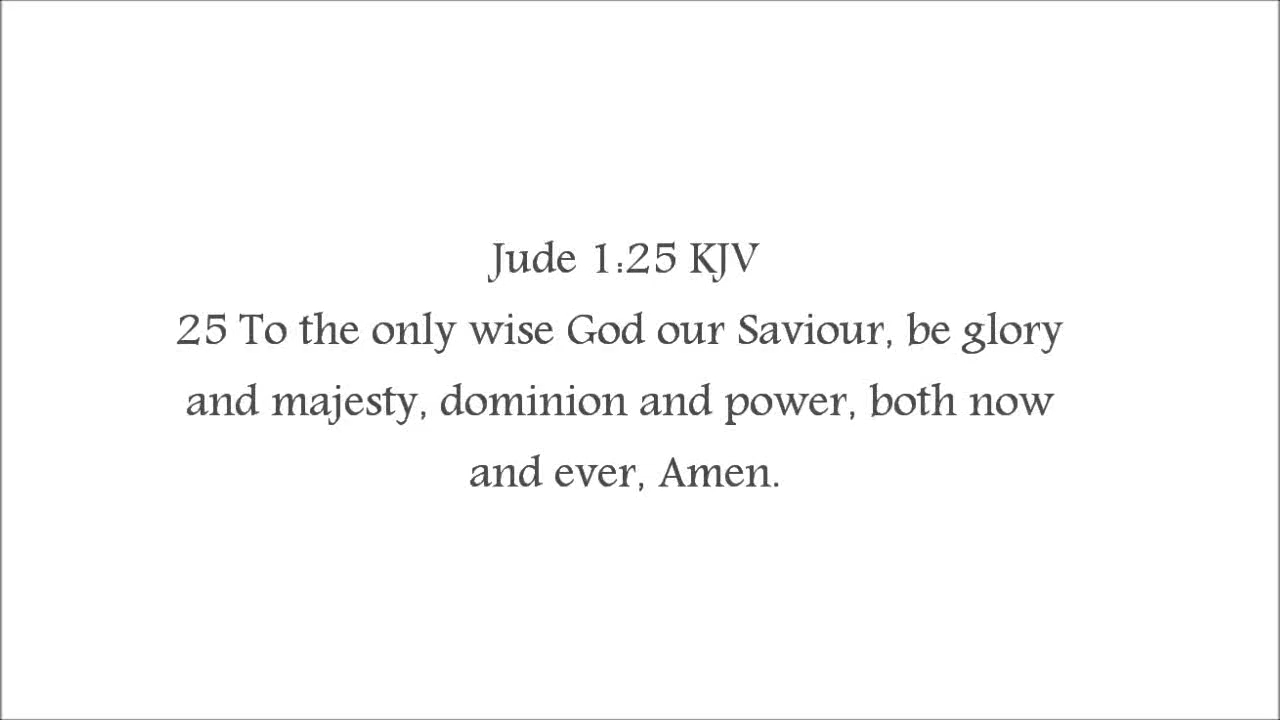 Jude 1:25 KJV
25 To the only wise God our Saviour, be glory
and majesty, dominion and power, both now
and ever, Amen.